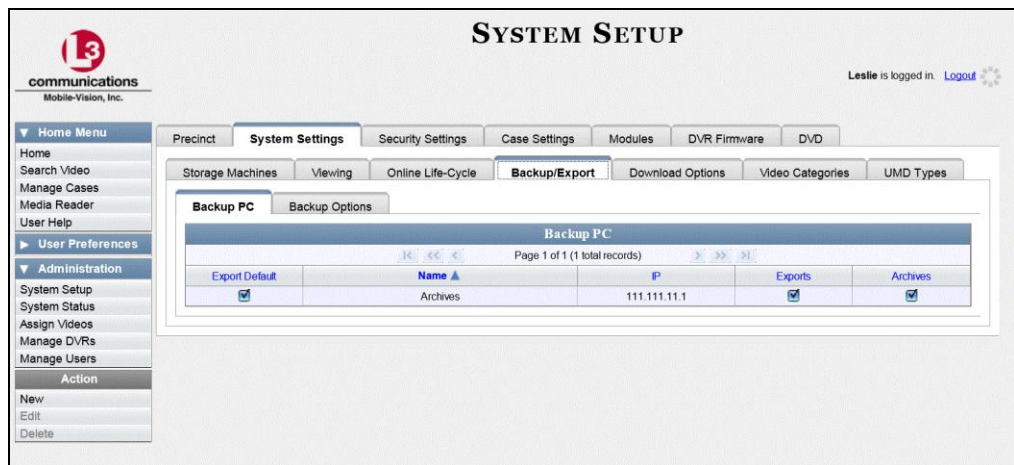 SYSTEM SETUP
L3
communications
Mobile-Vision, Inc.
Leslie is logged in. Logout
▼ Home Menu
Home
Search Video
Manage Cases
Media Reader
User Help
▶ User Preferences
▼ Administration
System Setup
System Status
Assign Videos
Manage DVRs
Manage Users
Action
New
Edit
Delete
Precinct System Settings Security Settings Case Settings Modules DVR Firmware DVD
Storage Machines Viewing Online Life-Cycle Backup/Export Download Options Video Categories UMD Types
Backup PC Backup Options
Backup PC
|< << < Page 1 of 1 (1 total records) > >> >|
Export Default Name ▲ IP Exports Archives
Archives 111.111.11.1